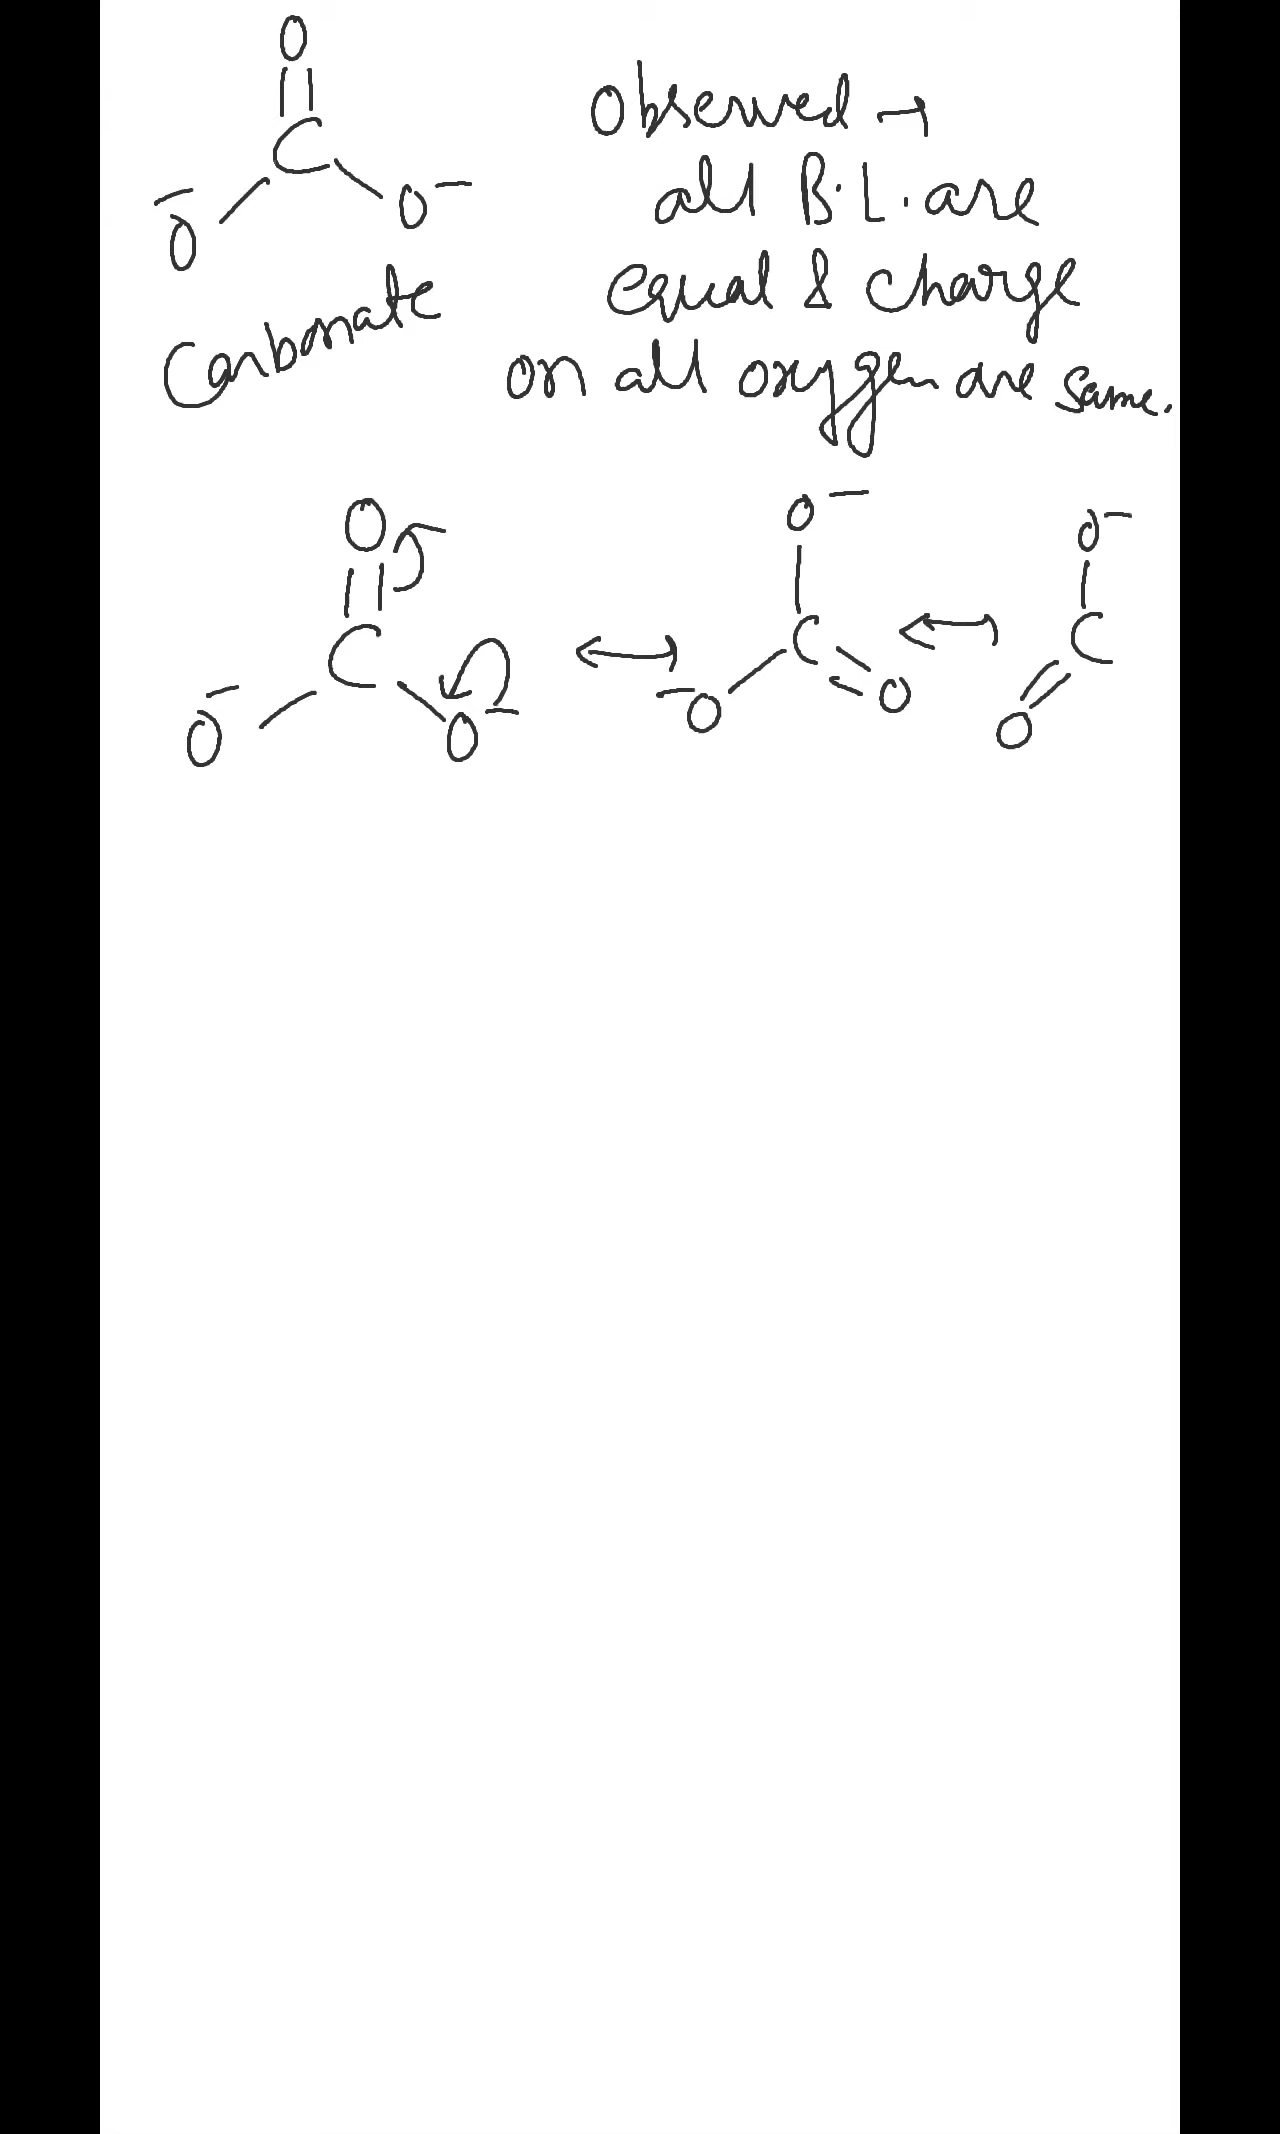 O
C
O⁻ O⁻
Carbonate
Observed →
all B.L. are
equal & charge
on all oxygen are same.
O O⁻ O⁻
C ↔ C ↔ C
O⁻ O⁻ ⁻O O O